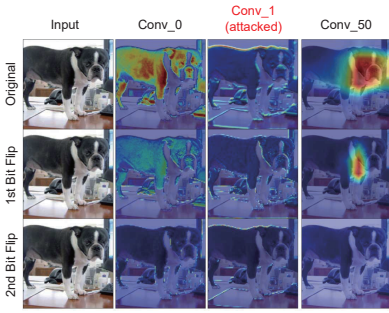 Input
Conv_0
Conv_1
(attacked)
Conv_50
Original
1st Bit Flip
2nd Bit Flip